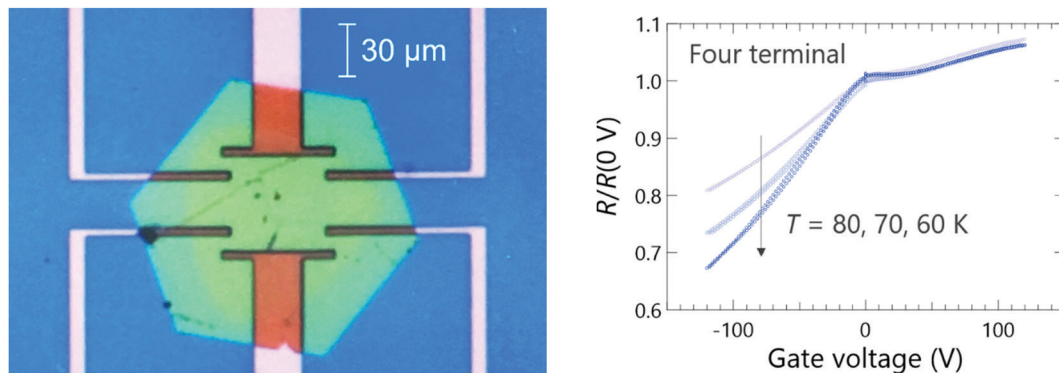 30 μm
Four terminal
R/R(0 V)
1.1
1.0
0.9
0.8
0.7
0.6
T = 80, 70, 60 K
-100
0
100
Gate voltage (V)